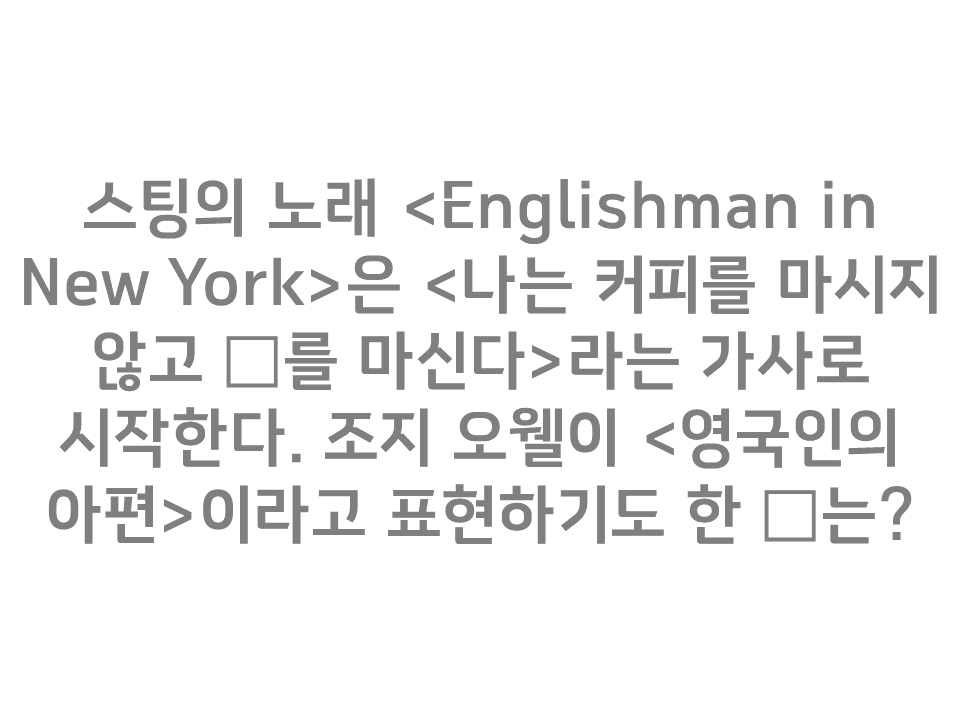 스팅의 노래 <Englishman in
New York>은 <나는 커피를 마시지
않고 □를 마신다>라는 가사로
시작한다. 조지 오웰이 <영국인의
아편>이라고 표현하기도 한 □는?